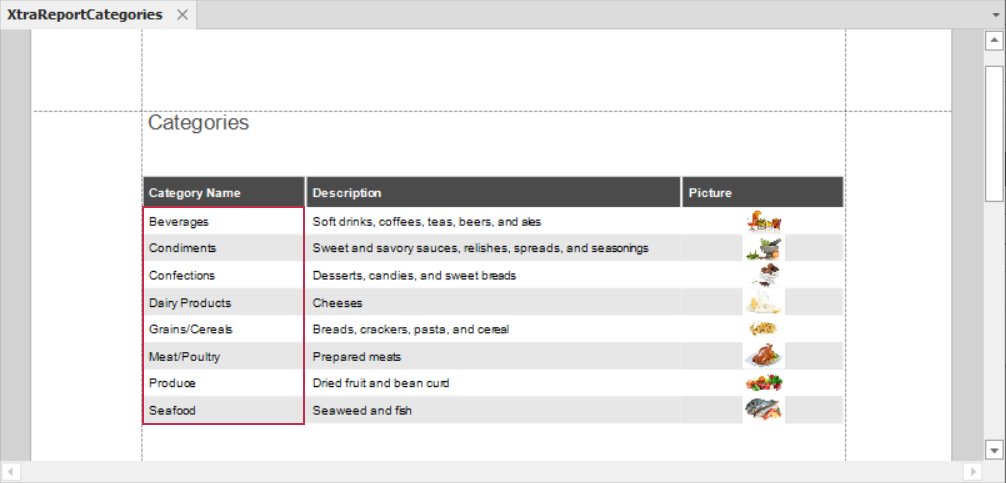 XtraReportCategories
Categories
Category Name Description Picture
Beverages Soft drinks, coffees, teas, beers, and ales
Condiments Sweet and savory sauces, relishes, spreads, and seasonings
Confections Desserts, candies, and sweet breads
Dairy Products Cheeses
Grains/Cereals Breads, crackers, pasta, and cereal
Meat/Poultry Prepared meats
Produce Dried fruit and bean curd
Seafood Seaweed and fish